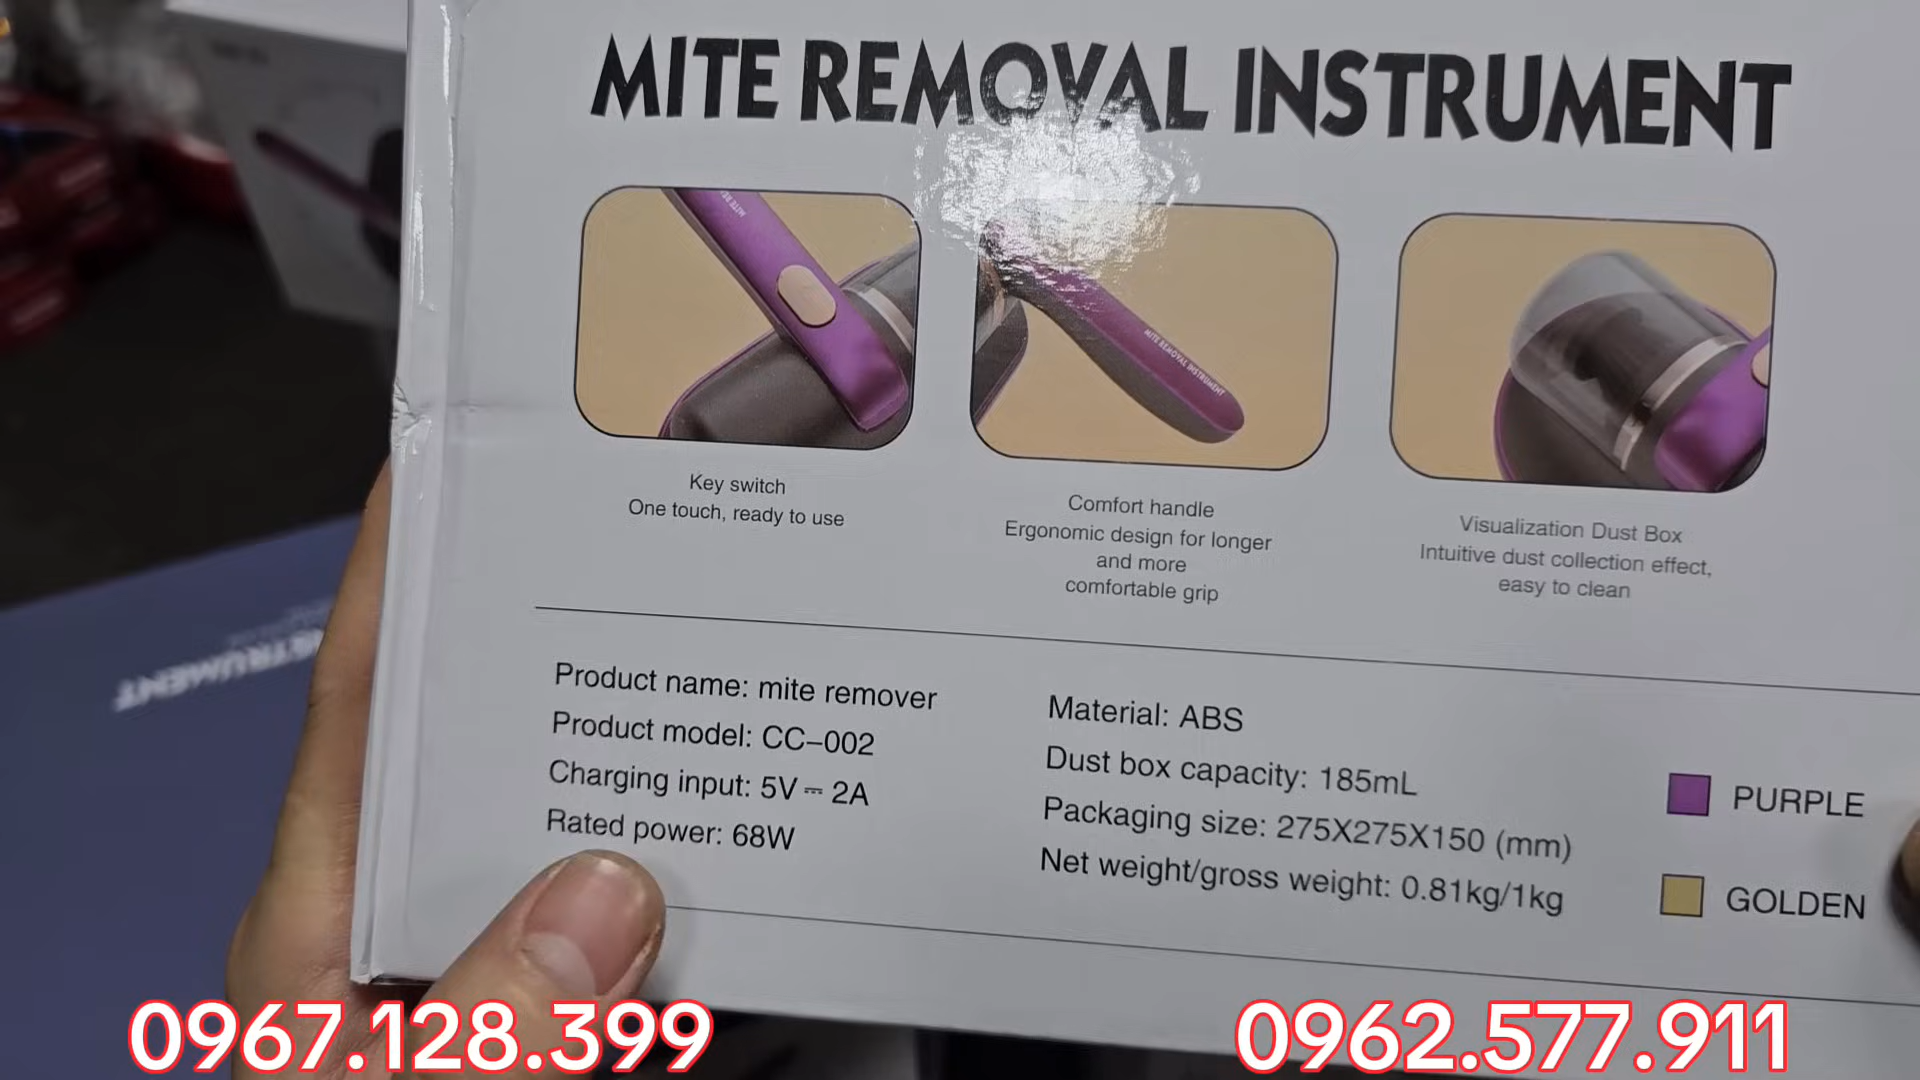 MITE REMOVAL INSTRUMENT
MITE REMOVAL INSTRUMENT
Key switch
One touch, ready to use
Comfort handle
Ergonomic design for longer
and more
comfortable grip
Visualization Dust Box
Intuitive dust collection effect,
easy to clean
Product name: mite remover
Product model: CC–002
Charging input: 5V⎓2A
Rated power: 68W
Material: ABS
Dust box capacity: 185mL
Packaging size: 275X275X150 (mm)
Net weight/gross weight: 0.81kg/1kg
PURPLE
GOLDEN
0967.128.399
0962.577.911